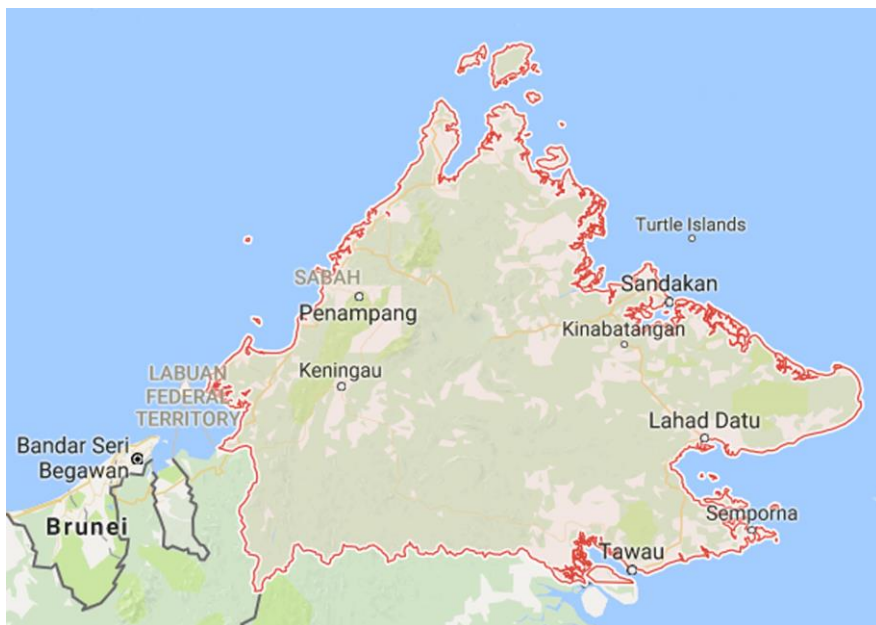 Turtle Islands
SABAH
Sandakan
Penampang
Kinabatangan
LABUAN
FEDERAL
TERRITORY
Keningau
Lahad Datu
Bandar Seri
Begawan
Semporna
Brunei
Tawau